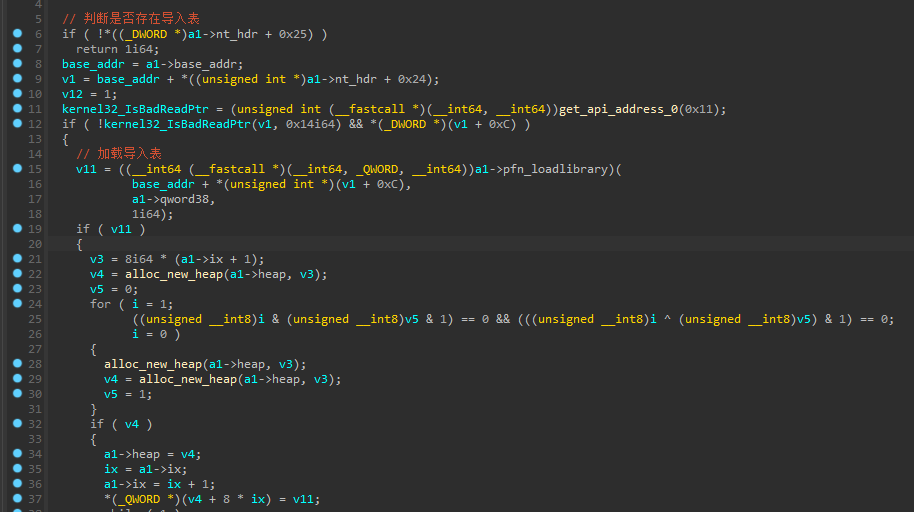 4
5 // 判断是否存在导入表
6 if ( !*((_DWORD *)a1->nt_hdr + 0x25) )
7 return 1i64;
8 base_addr = a1->base_addr;
9 v1 = base_addr + *((unsigned int *)a1->nt_hdr + 0x24);
10 v12 = 1;
11 kernel32_IsBadReadPtr = (unsigned int (__fastcall *)(__int64, __int64))get_api_address_0(0x11);
12 if ( !kernel32_IsBadReadPtr(v1, 0x14i64) && *(_DWORD *)(v1 + 0xC) )
13 {
14 // 加载导入表
15 v11 = ((__int64 (__fastcall *)(__int64, _QWORD, __int64))a1->pfn_loadlibrary)(
16 base_addr + *(unsigned int *)(v1 + 0xC),
17 a1->qword38,
18 1i64);
19 if ( v11 )
20 {
21 v3 = 8i64 * (a1->ix + 1);
22 v4 = alloc_new_heap(a1->heap, v3);
23 v5 = 0;
24 for ( i = 1;
25 ((unsigned __int8)i & (unsigned __int8)v5 & 1) == 0 && (((unsigned __int8)i ^ (unsigned __int8)v5) & 1) == 0;
26 i = 0 )
27 {
28 alloc_new_heap(a1->heap, v3);
29 v4 = alloc_new_heap(a1->heap, v3);
30 v5 = 1;
31 }
32 if ( v4 )
33 {
34 a1->heap = v4;
35 ix = a1->ix;
36 a1->ix = ix + 1;
37 *(_QWORD *)(v4 + 8 * ix) = v11;